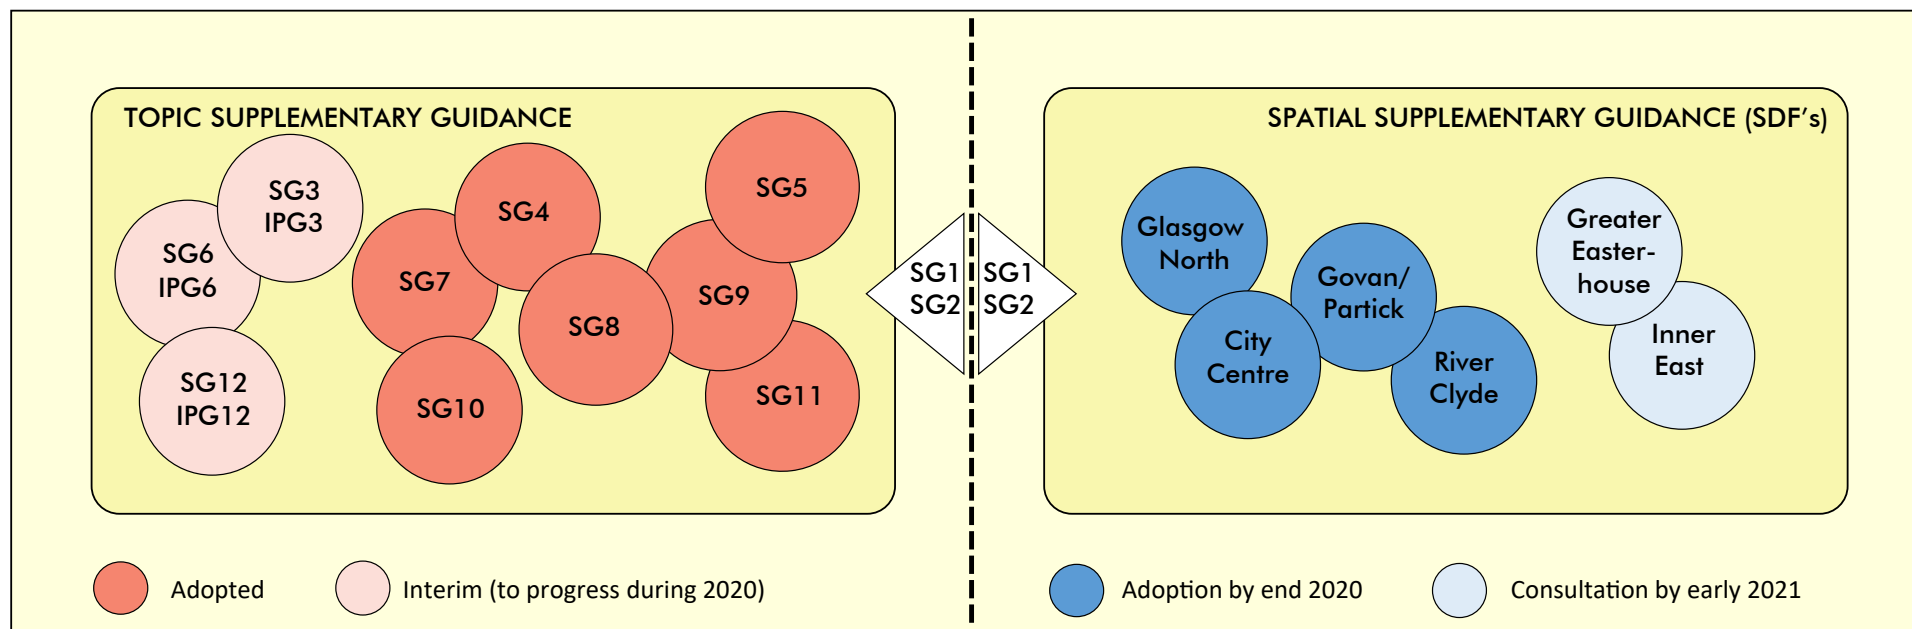 TOPIC SUPPLEMENTARY GUIDANCE
SG3
IPG3
SG6
IPG6
SG12
IPG12
SG4
SG7
SG10
SG8
SG5
SG9
SG11
SG1
SG2
SG1
SG2
SPATIAL SUPPLEMENTARY GUIDANCE (SDF's)
Glasgow
North
City
Centre
Govan/
Partick
River
Clyde
Greater
Easter-
house
Inner
East
Adopted
Interim (to progress during 2020)
Adoption by end 2020
Consultation by early 2021